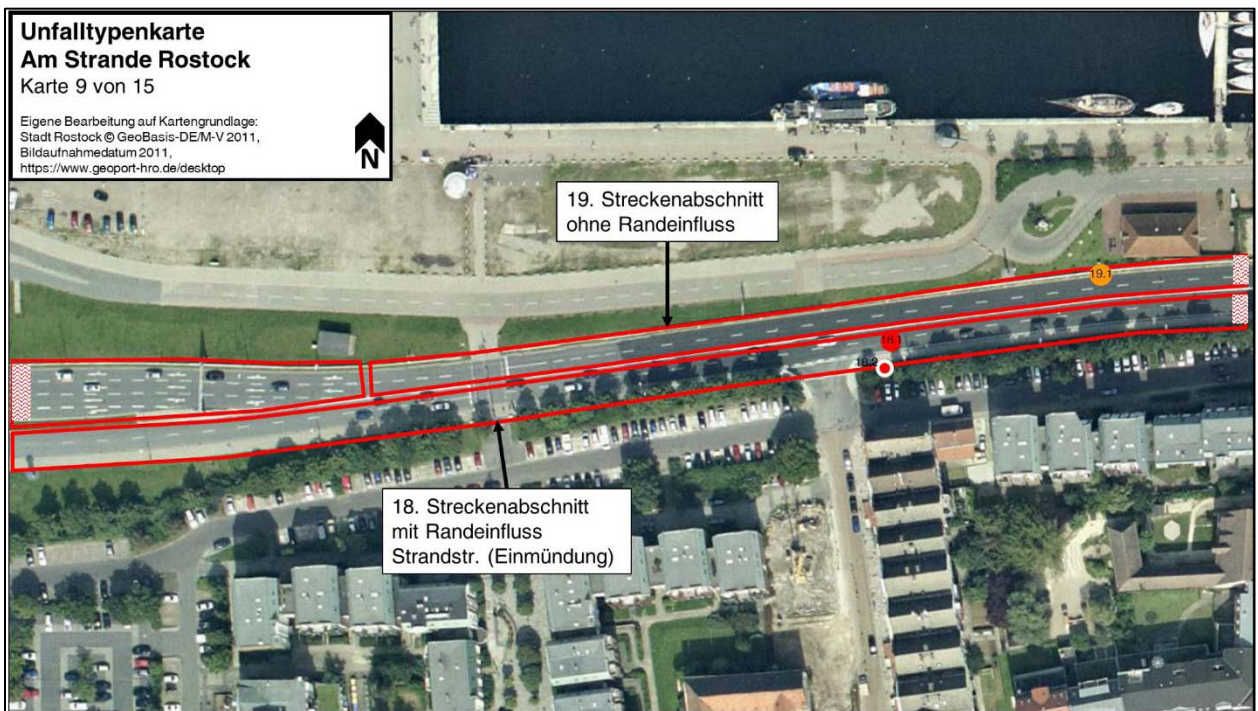 Unfalltypenkarte
Am Strande Rostock
Karte 9 von 15
Eigene Bearbeitung auf Kartengrundlage:
Stadt Rostock © GeoBasis-DE/M-V 2011,
Bildaufnahmedatum 2011,
https://www.geoport-hro.de/desktop
N
19. Streckenabschnitt
ohne Randeinfluss
19.1
18.1
18.2
18. Streckenabschnitt
mit Randeinfluss
Strandstr. (Einmündung)